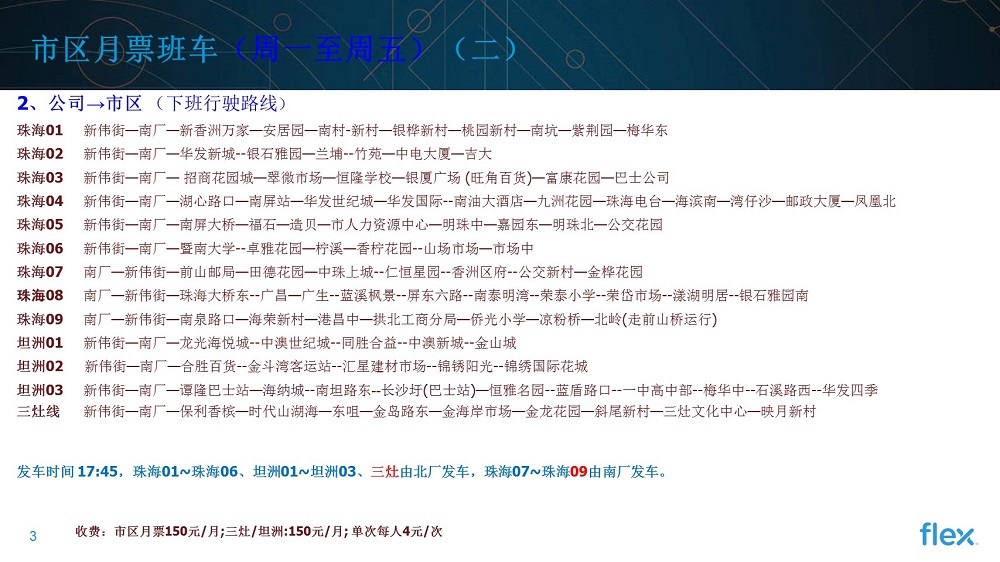 市区月票班车（周一至周五）（二）
2、公司→市区 （下班行驶路线）
珠海01 新伟街—南厂—新香洲万家—安居园—南村-新村—银桦新村—桃园新村—南坑—紫荆园—梅华东
珠海02 新伟街—南厂—华发新城--银石雅园—兰埔--竹苑—中电大厦—吉大
珠海03 新伟街—南厂— 招商花园城—翠微市场—恒隆学校—银厦广场 (旺角百货)—富康花园—巴士公司
珠海04 新伟街—南厂—湖心路口—南屏站—华发世纪城—华发国际--南油大酒店—九洲花园—珠海电台—海滨南—湾仔沙—邮政大厦—凤凰北
珠海05 新伟街—南厂—南屏大桥—福石—造贝—市人力资源中心—明珠中—嘉园东—明珠北—公交花园
珠海06 新伟街—南厂—暨南大学--卓雅花园—柠溪—香柠花园--山场市场—市场中
珠海07 南厂—新伟街—前山邮局—田德花园—中珠上城--仁恒星园--香洲区府--公交新村—金桦花园
珠海08 南厂—新伟街—珠海大桥东--广昌—广生--蓝溪枫景--屏东六路--南泰明湾--荣泰小学--荣岱市场--漾湖明居--银石雅园南
珠海09 南厂—新伟街—南泉路口—海荣新村—港昌中—拱北工商分局—侨光小学—凉粉桥—北岭(走前山桥运行)
坦洲01 新伟街—南厂—龙光海悦城--中澳世纪城--同胜合益--中澳新城--金山城
坦洲02 新伟街—南厂—合胜百货--金斗湾客运站--汇星建材市场--锦锈阳光--锦绣国际花城
坦洲03 新伟街—南厂—谭隆巴士站—海纳城--南坦路东--长沙圩(巴士站)—恒雅名园--蓝盾路口--一中高中部--梅华中--石溪路西--华发四季
三灶线 新伟街—南厂—保利香槟—时代山湖海—东咀—金岛路东—金海岸市场—金龙花园—斜尾新村—三灶文化中心—映月新村
发车时间 17:45，珠海01~珠海06、坦洲01~坦洲03、三灶由北厂发车，珠海07~珠海09由南厂发车。
收费：市区月票150元/月;三灶/坦洲:150元/月; 单次每人4元/次
3
flex